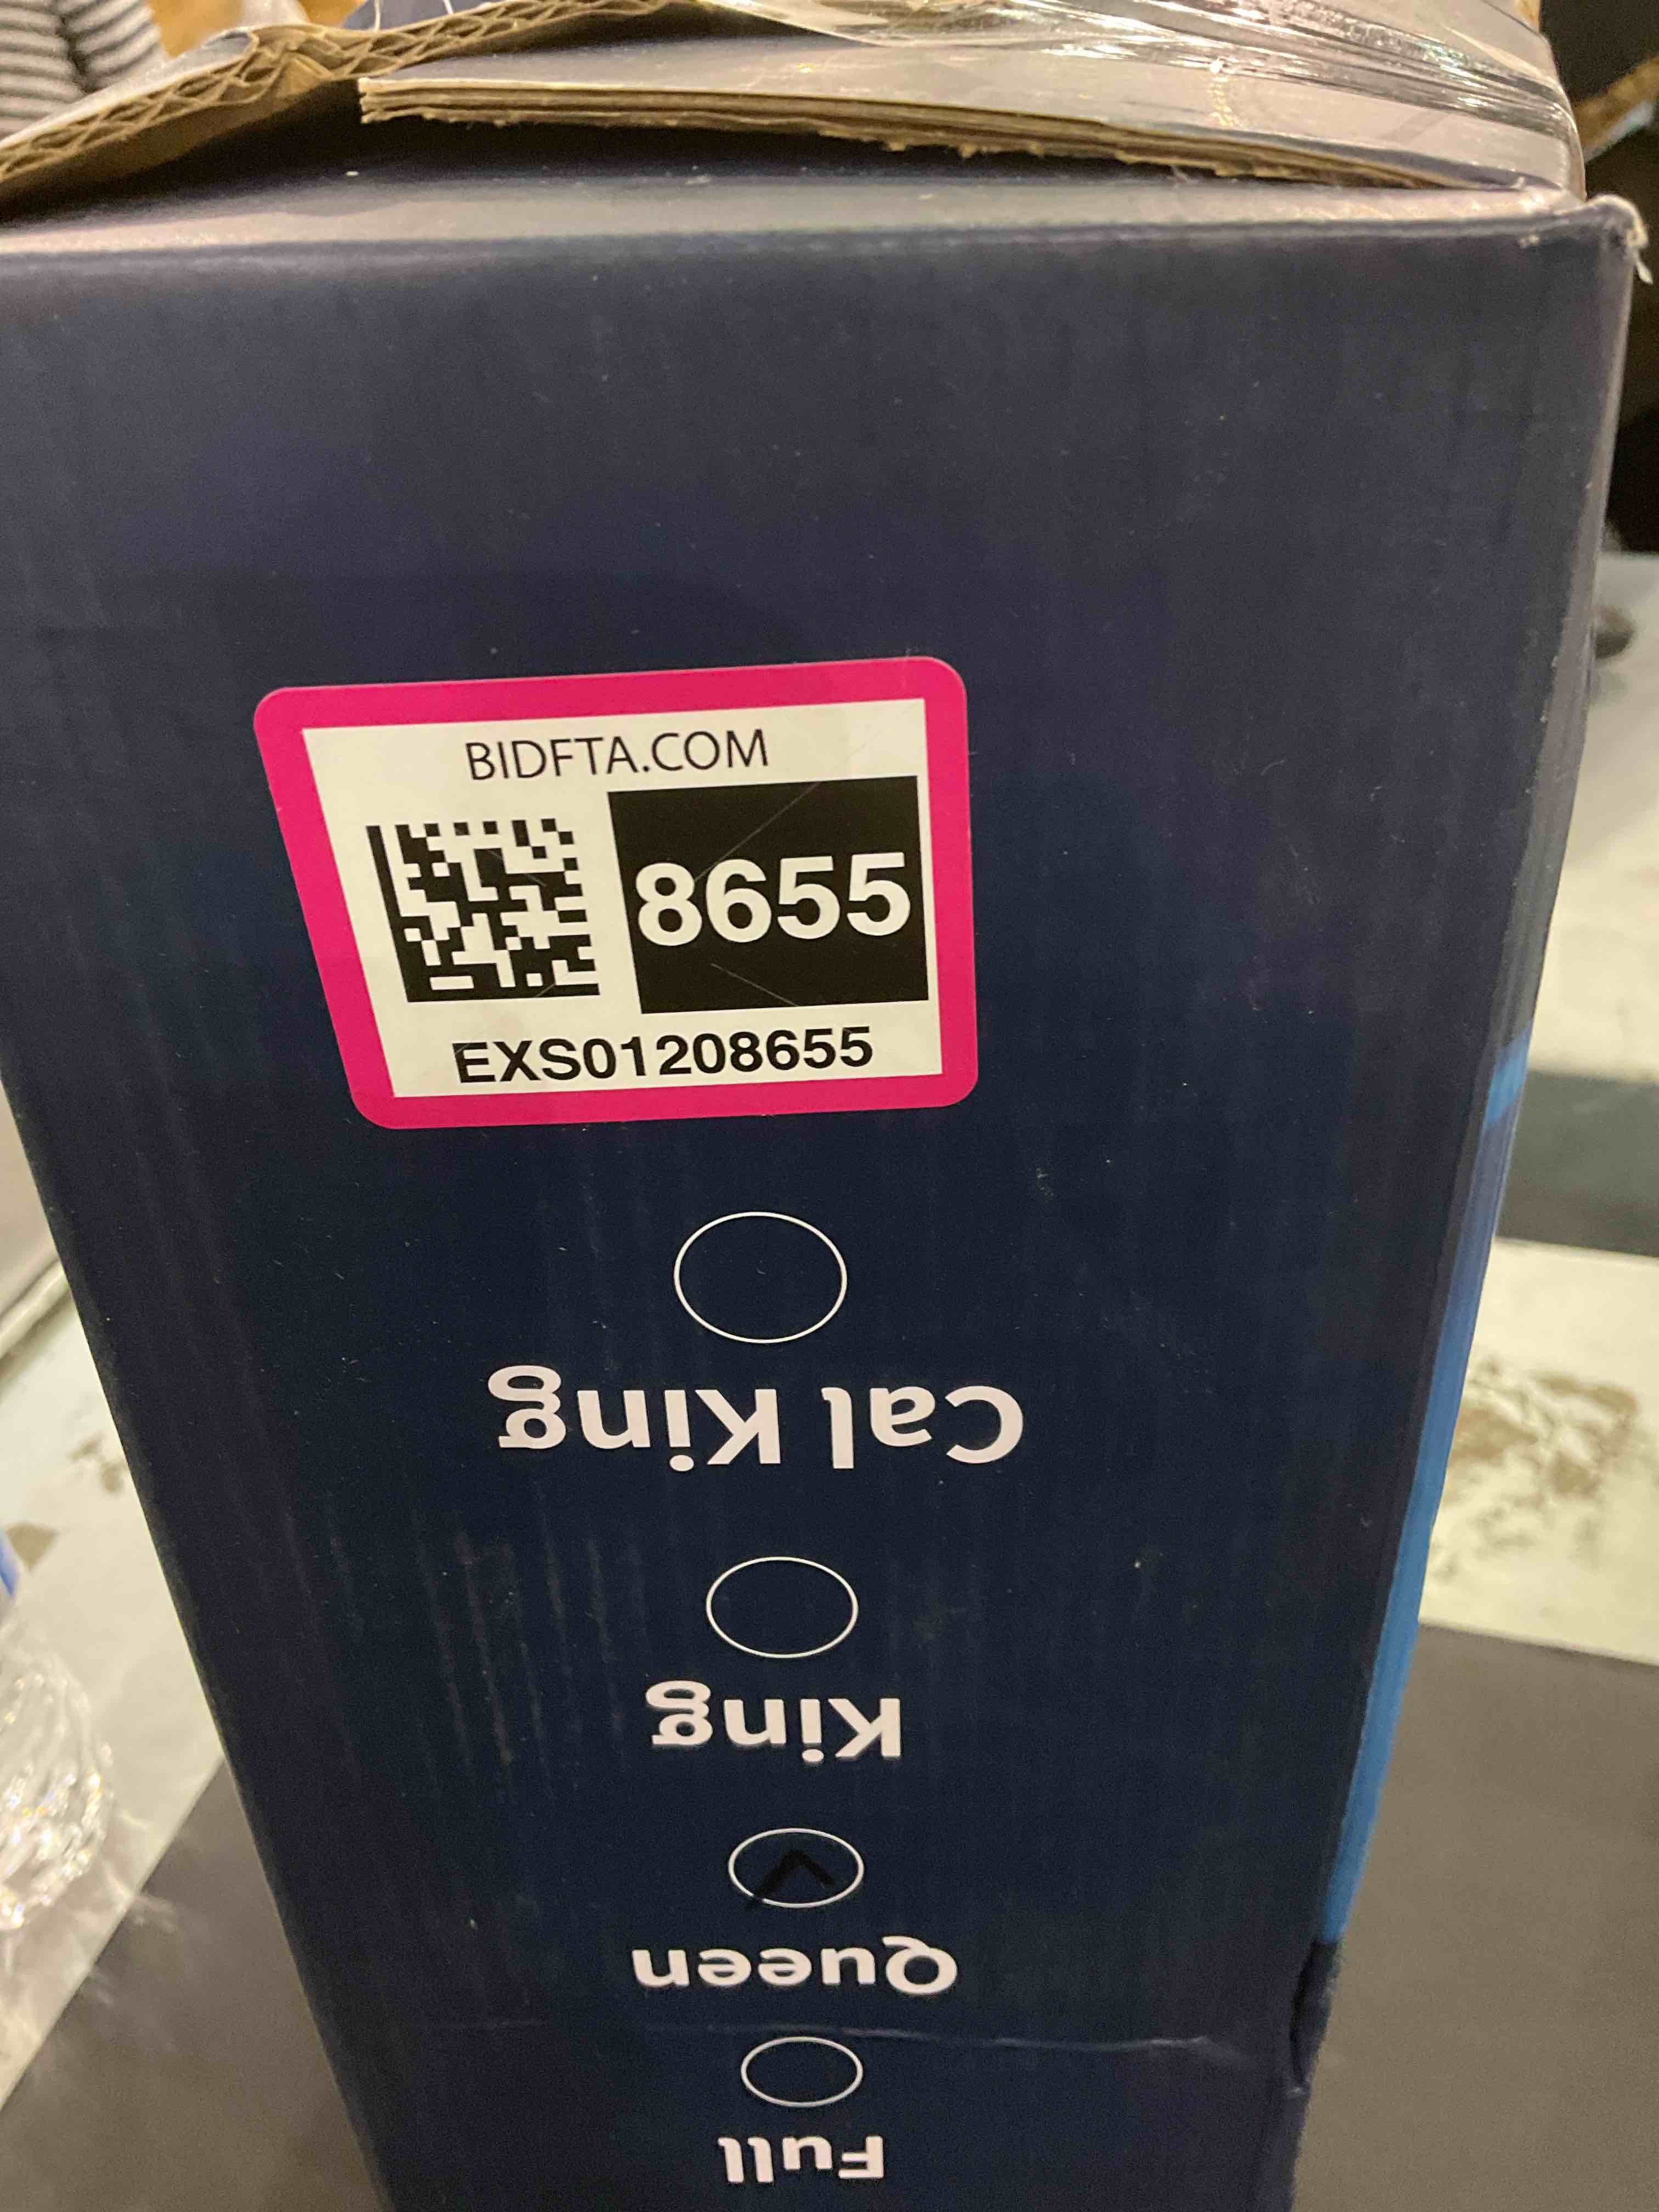 BIDFTA.COM
8655
EXS01208655
Cal King
King
Queen
Full